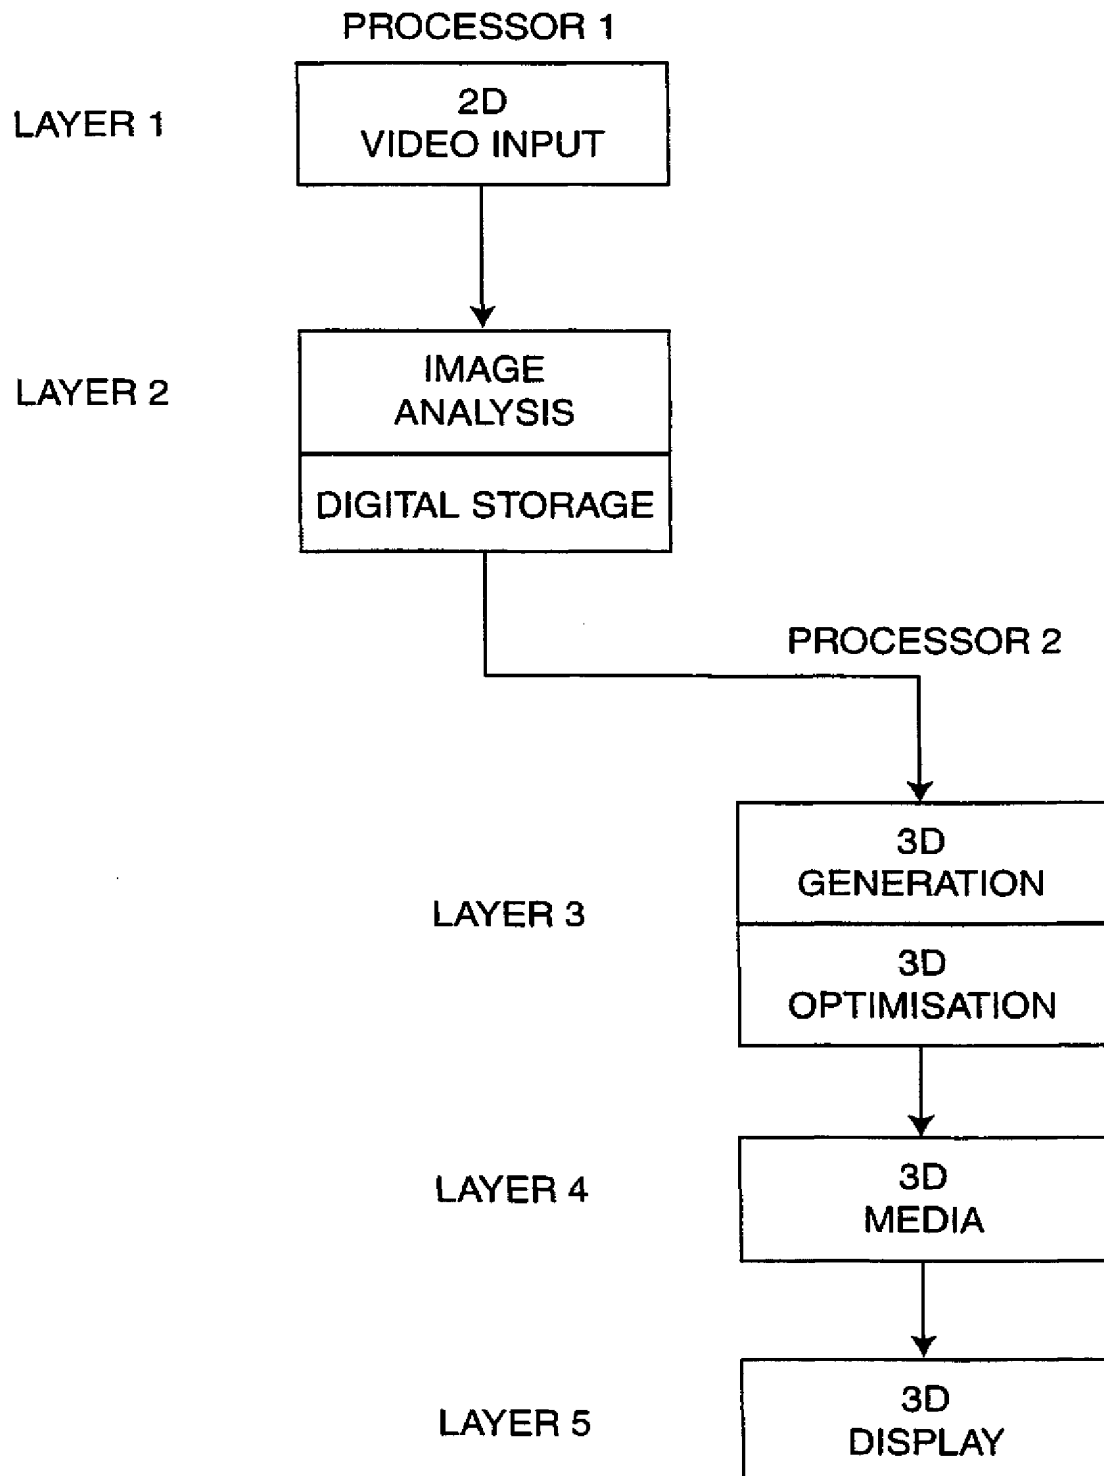 PROCESSOR 1
LAYER 1
2D
VIDEO INPUT
LAYER 2
IMAGE
ANALYSIS
DIGITAL STORAGE
PROCESSOR 2
LAYER 3
3D
GENERATION
3D
OPTIMISATION
LAYER 4
3D
MEDIA
LAYER 5
3D
DISPLAY